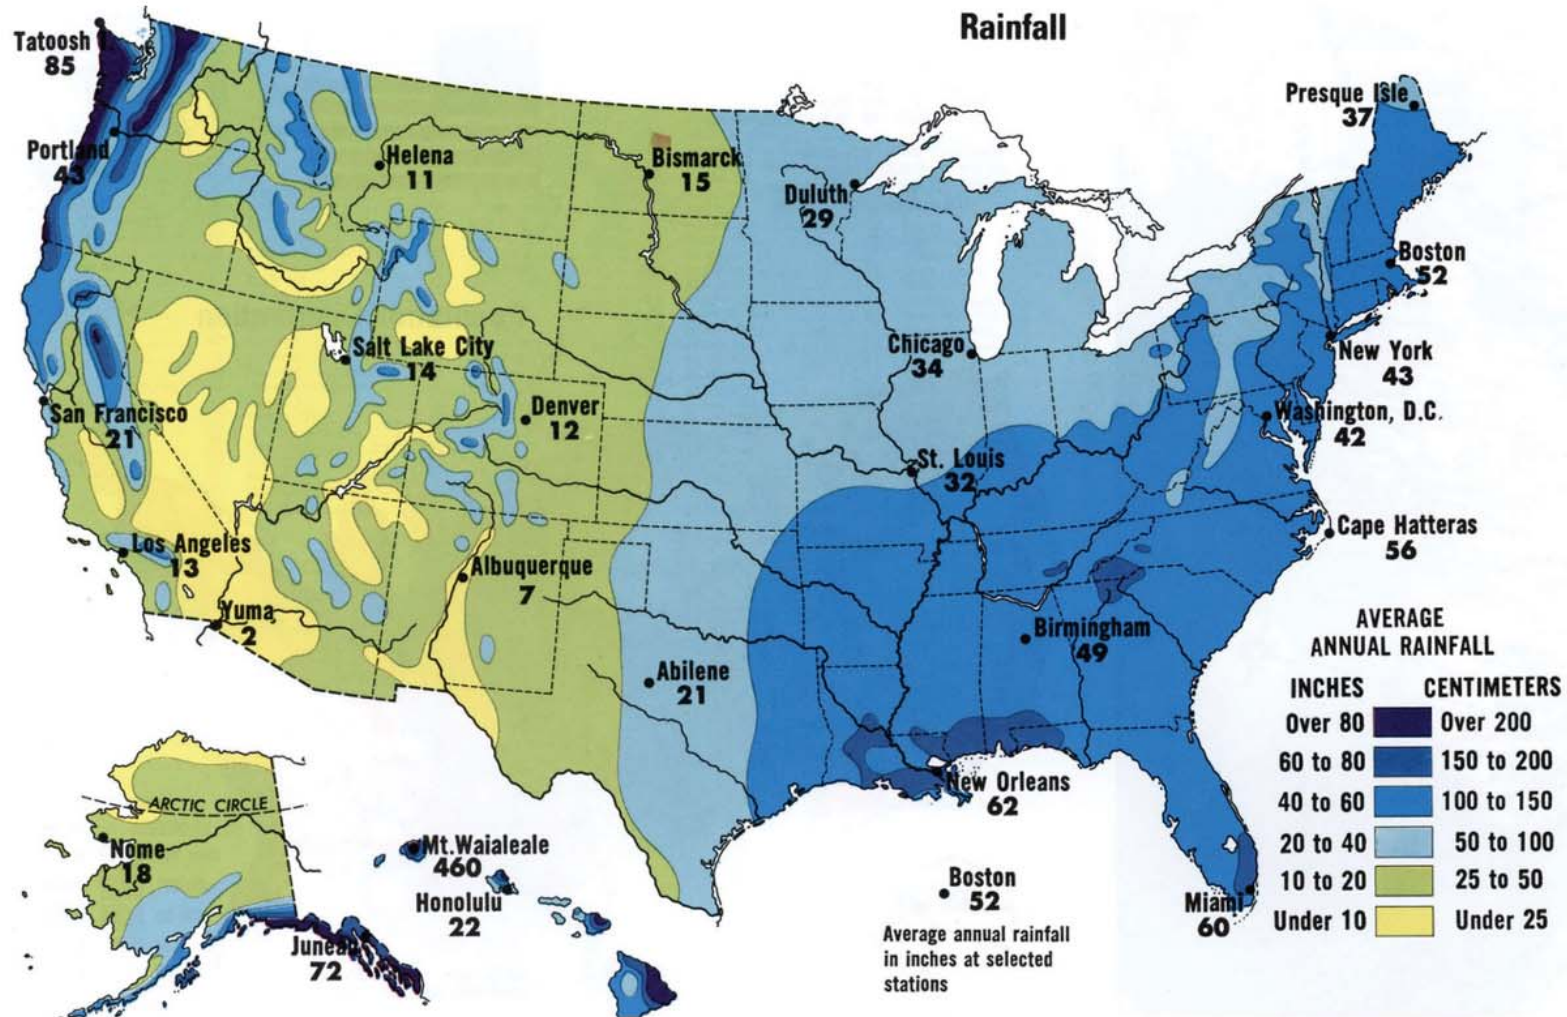 Rainfall
Tatoosh I.
85
Portland
43
Helena
11
Bismarck
15
Duluth
29
Presque Isle
37
Boston
52
New York
43
Chicago
34
Salt Lake City
14
San Francisco
21
Denver
12
Washington, D.C.
42
St. Louis
32
Cape Hatteras
56
Los Angeles
13
Albuquerque
7
Yuma
2
Birmingham
49
Abilene
21
New Orleans
62
Miami
60
ARCTIC CIRCLE
Nome
18
Juneau
72
Mt.Waialeale
460
Honolulu
22
Boston
52
Average annual rainfall
in inches at selected
stations
AVERAGE
ANNUAL RAINFALL
INCHES CENTIMETERS
Over 80 Over 200
60 to 80 150 to 200
40 to 60 100 to 150
20 to 40 50 to 100
10 to 20 25 to 50
Under 10 Under 25